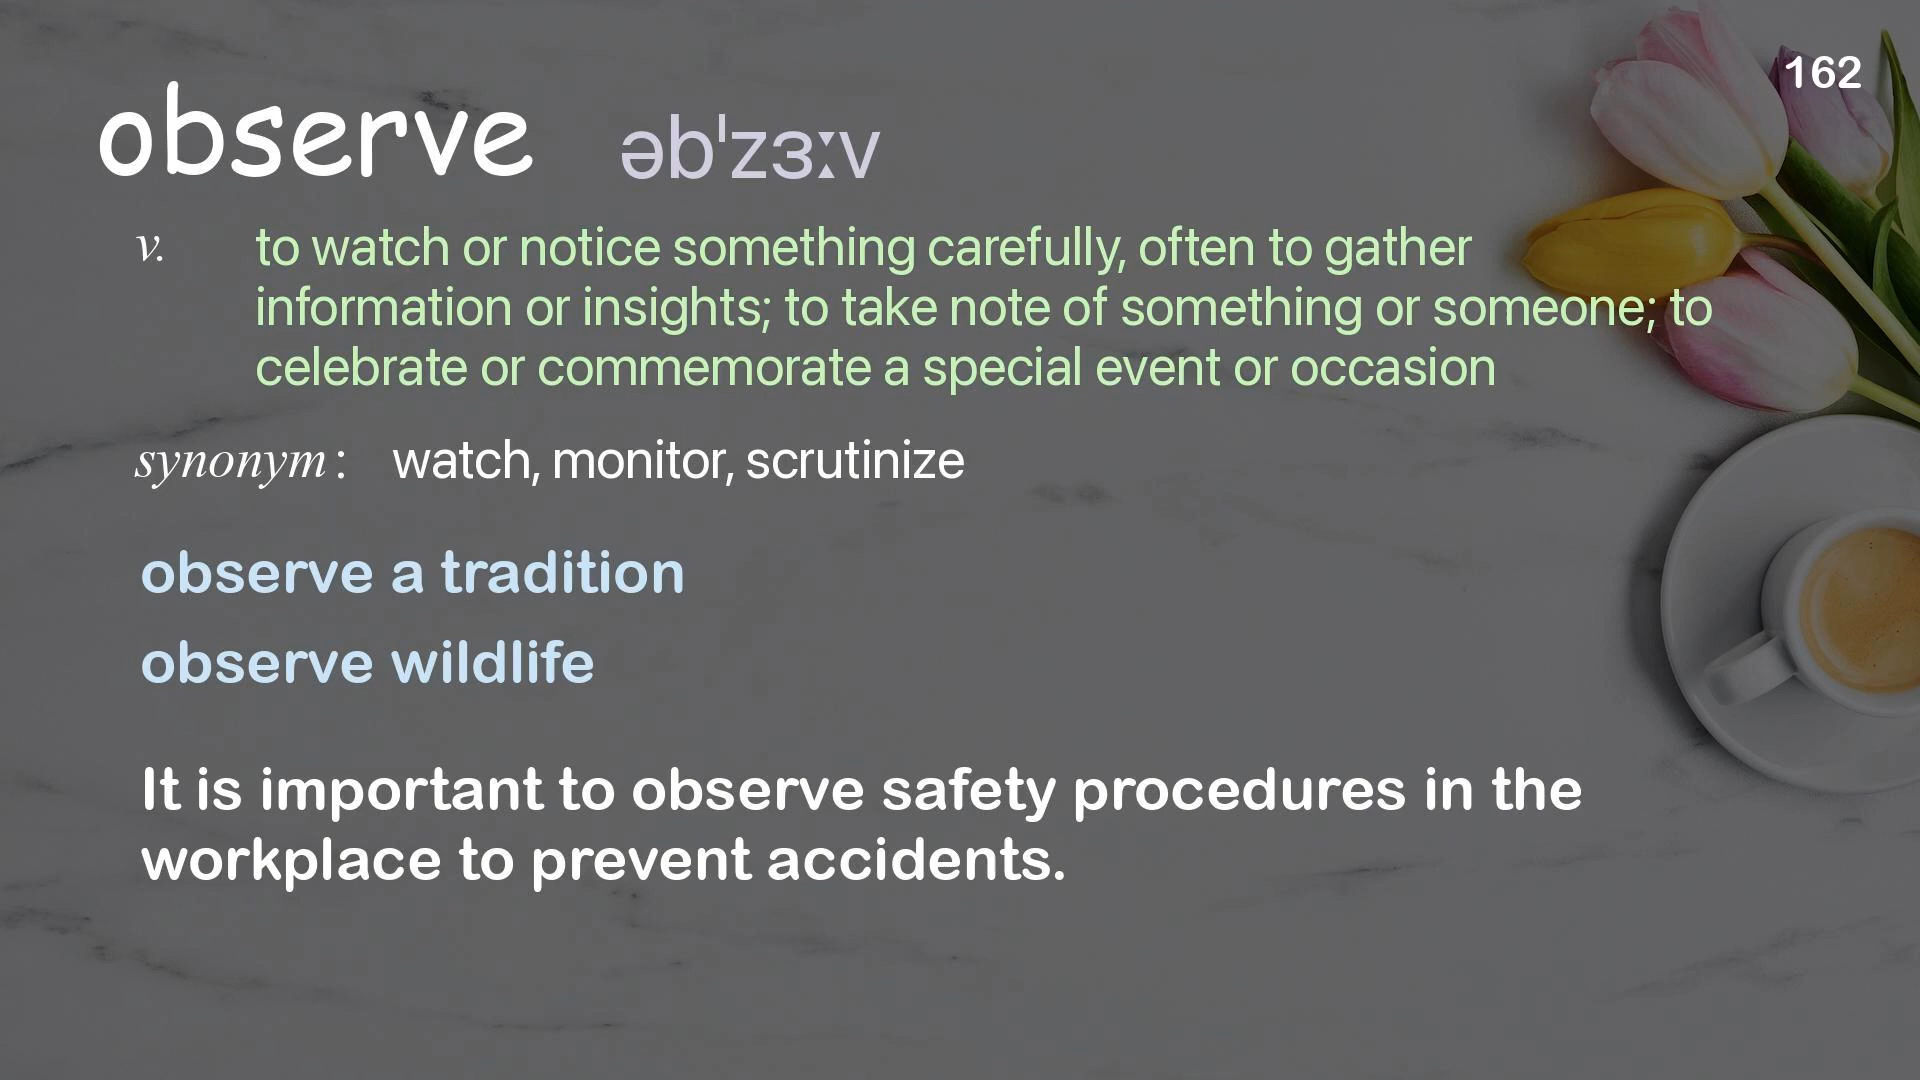 162
observe əbˈzɜːv
v. to watch or notice something carefully, often to gather
information or insights; to take note of something or someone; to
celebrate or commemorate a special event or occasion
synonym : watch, monitor, scrutinize
observe a tradition
observe wildlife
It is important to observe safety procedures in the
workplace to prevent accidents.